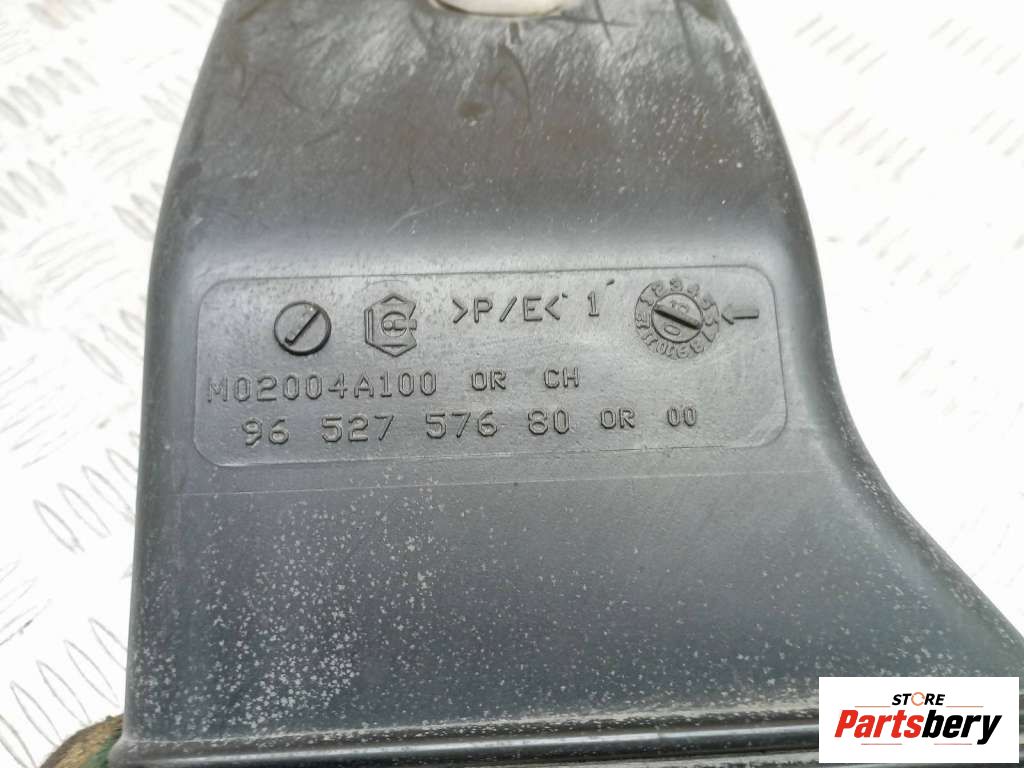 >P/E< 1
M02004A100 OR CH
96 527 576 80 OR 00
STORE
Partsbery